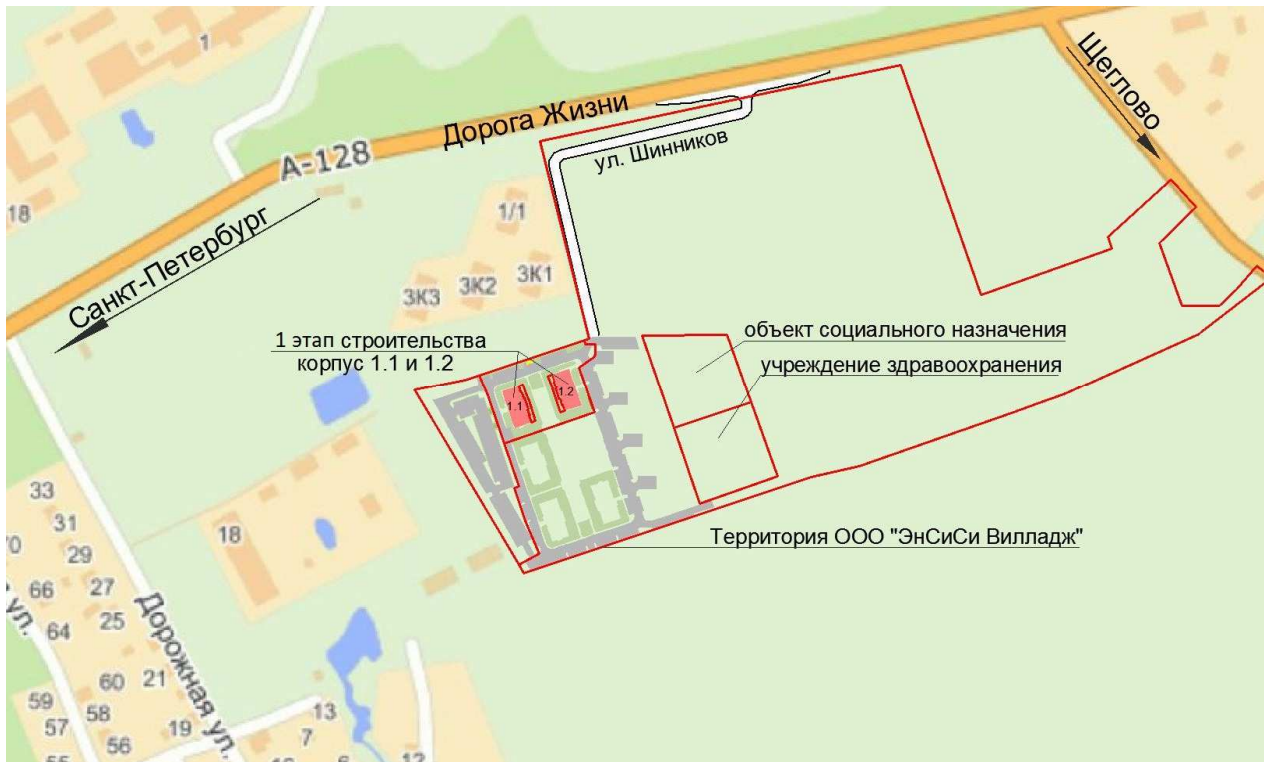 1
Щеглово
Дорога Жизни
А-128
ул. Шинников
18
Санкт-Петербург
1/1
3К1
3К2
3К3
1 этап строительства
корпус 1.1 и 1.2
объект социального назначения
учреждение здравоохранения
1.1
1.2
Территория ООО "ЭнСиСи Вилладж"
33
31
18
29
66
27
25
64
ул.
Дорожная ул.
60
21
59
58
57
19
56
13
7